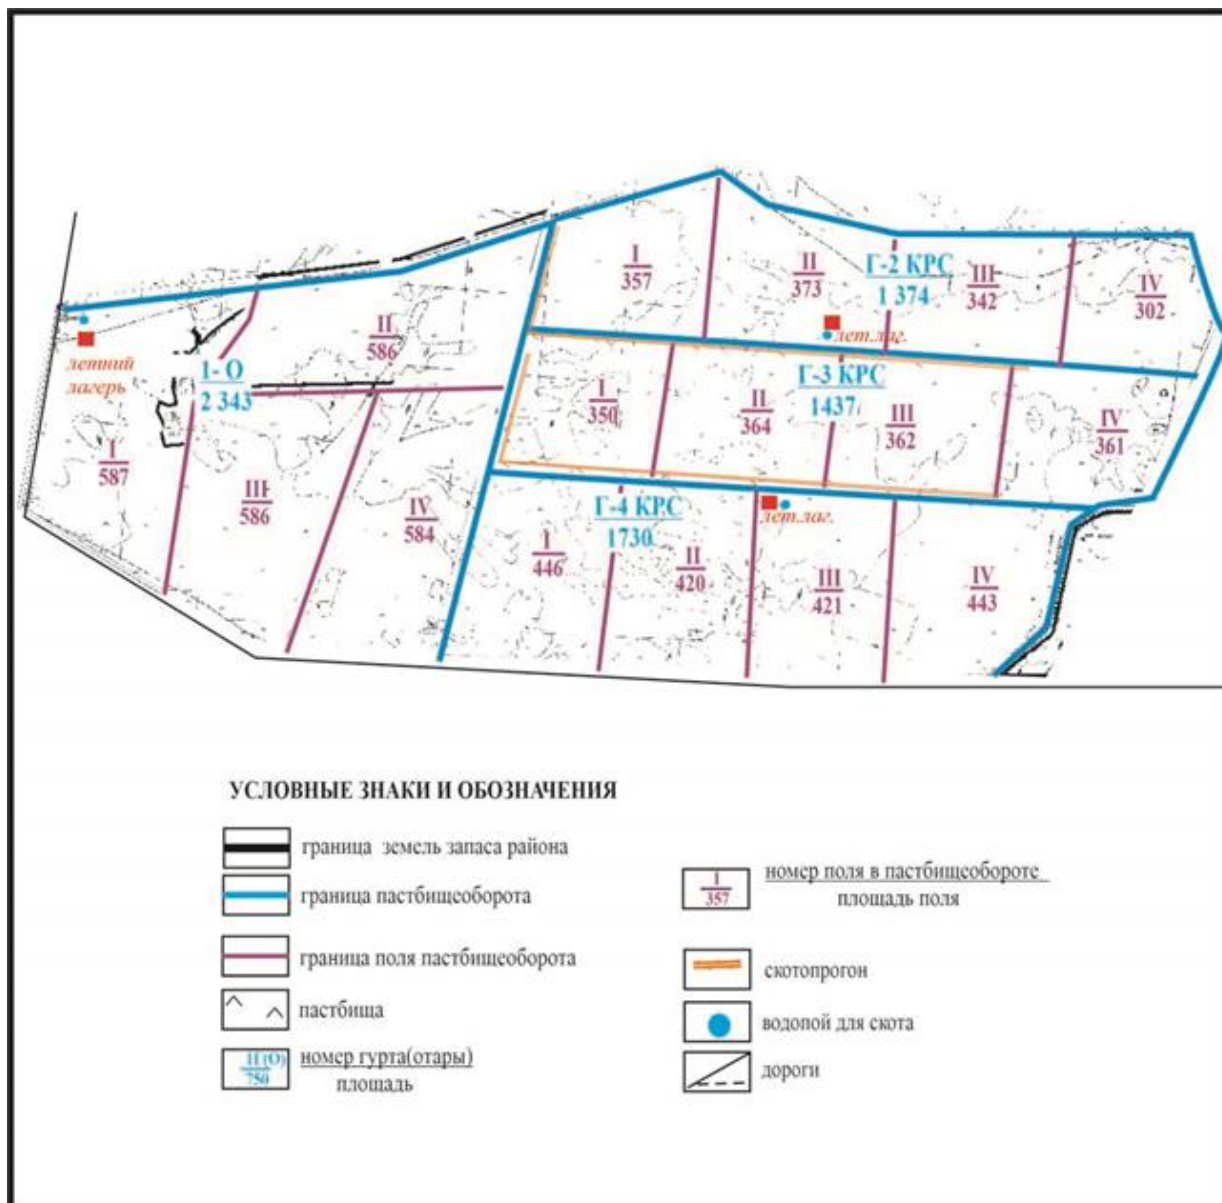 I
357
II
373
Г-2 КРС
1 374
III
342
IV
302
лет.лаг.
летний
лагерь
I
587
1- О
2 343
II
586
III
586
IV
584
I
350
II
364
Г-3 КРС
1437
III
362
IV
361
I
446
Г-4 КРС
1730
II
420
лет.лаг.
III
421
IV
443
УСЛОВНЫЕ ЗНАКИ И ОБОЗНАЧЕНИЯ
граница земель запаса района
граница пастбищеоборота
граница поля пастбищеоборота
пастбища
II (О)
750
номер гурта(отары)
площадь
I
357
номер поля в пастбищеобороте
площадь поля
скотопрогон
водопой для скота
дороги